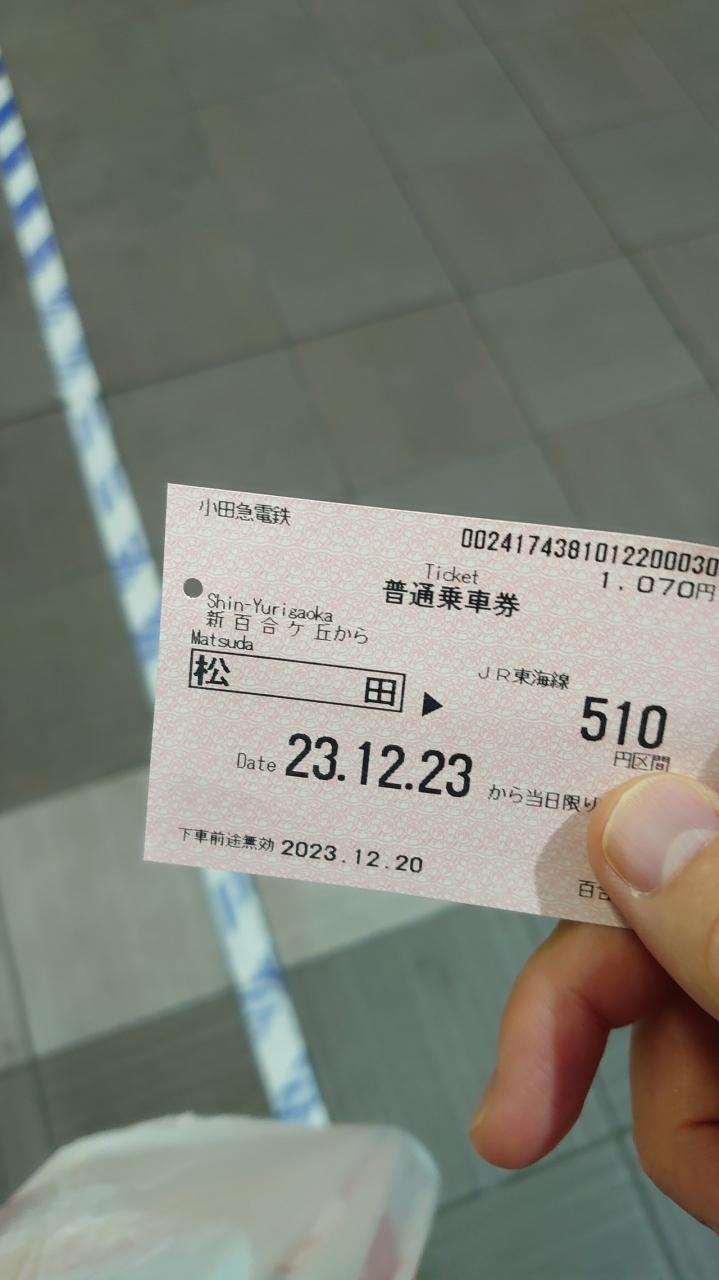 小田急電鉄
0024174381012200030
Ticket
1,070円
普通乗車券
Shin-Yurigaoka
新百合ケ丘から
Matsuda
松 田 ▶
JR東海線
510
円区間
Date 23.12.23 から当日限り
下車前途無効 2023.12.20
百合